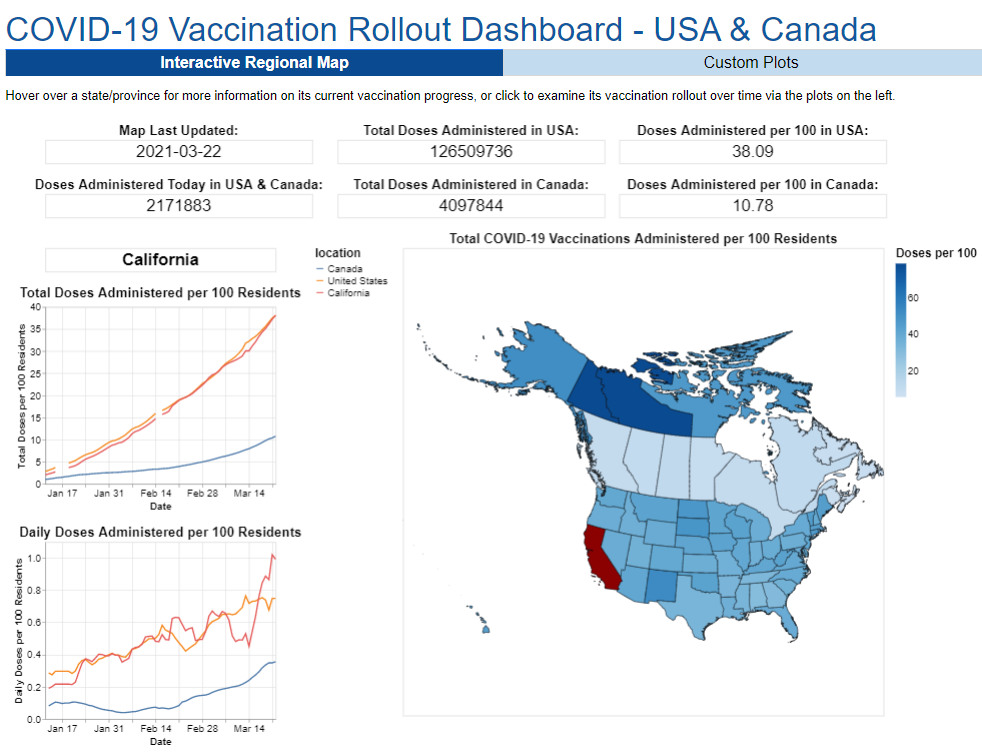 COVID-19 Vaccination Rollout Dashboard - USA & Canada
Interactive Regional Map
Custom Plots
Hover over a state/province for more information on its current vaccination progress, or click to examine its vaccination rollout over time via the plots on the left.
Map Last Updated:
Total Doses Administered in USA:
Doses Administered per 100 in USA:
2021-03-22
126509736
38.09
Doses Administered Today in USA & Canada:
Total Doses Administered in Canada:
Doses Administered per 100 in Canada:
2171883
4097844
10.78
California
location
Canada
United States
California
Total Doses Administered per 100 Residents
40
35
30
25
20
15
10
5
0
Total Doses per 100 Residents
Jan 17
Jan 31
Feb 14
Feb 28
Mar 14
Date
Daily Doses Administered per 100 Residents
1.0
0.8
0.6
0.4
0.2
0.0
Daily Doses per 100 Residents
Jan 17
Jan 31
Feb 14
Feb 28
Mar 14
Date
Total COVID-19 Vaccinations Administered per 100 Residents
Doses per 100
60
40
20